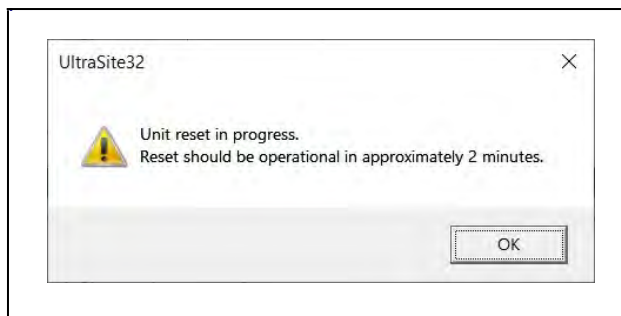 UltraSite32
Unit reset in progress.
Reset should be operational in approximately 2 minutes.
OK